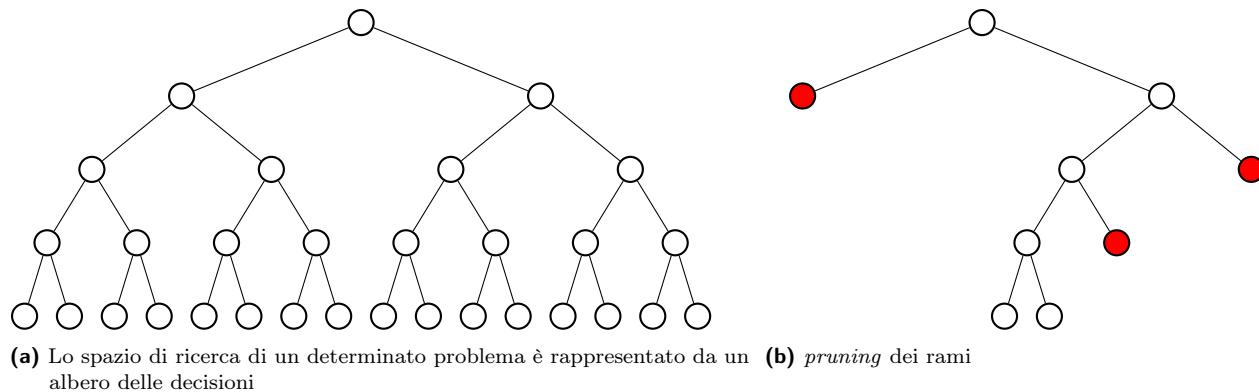 (a) Lo spazio di ricerca di un determinato problema è rappresentato da un
albero delle decisioni
(b) pruning dei rami